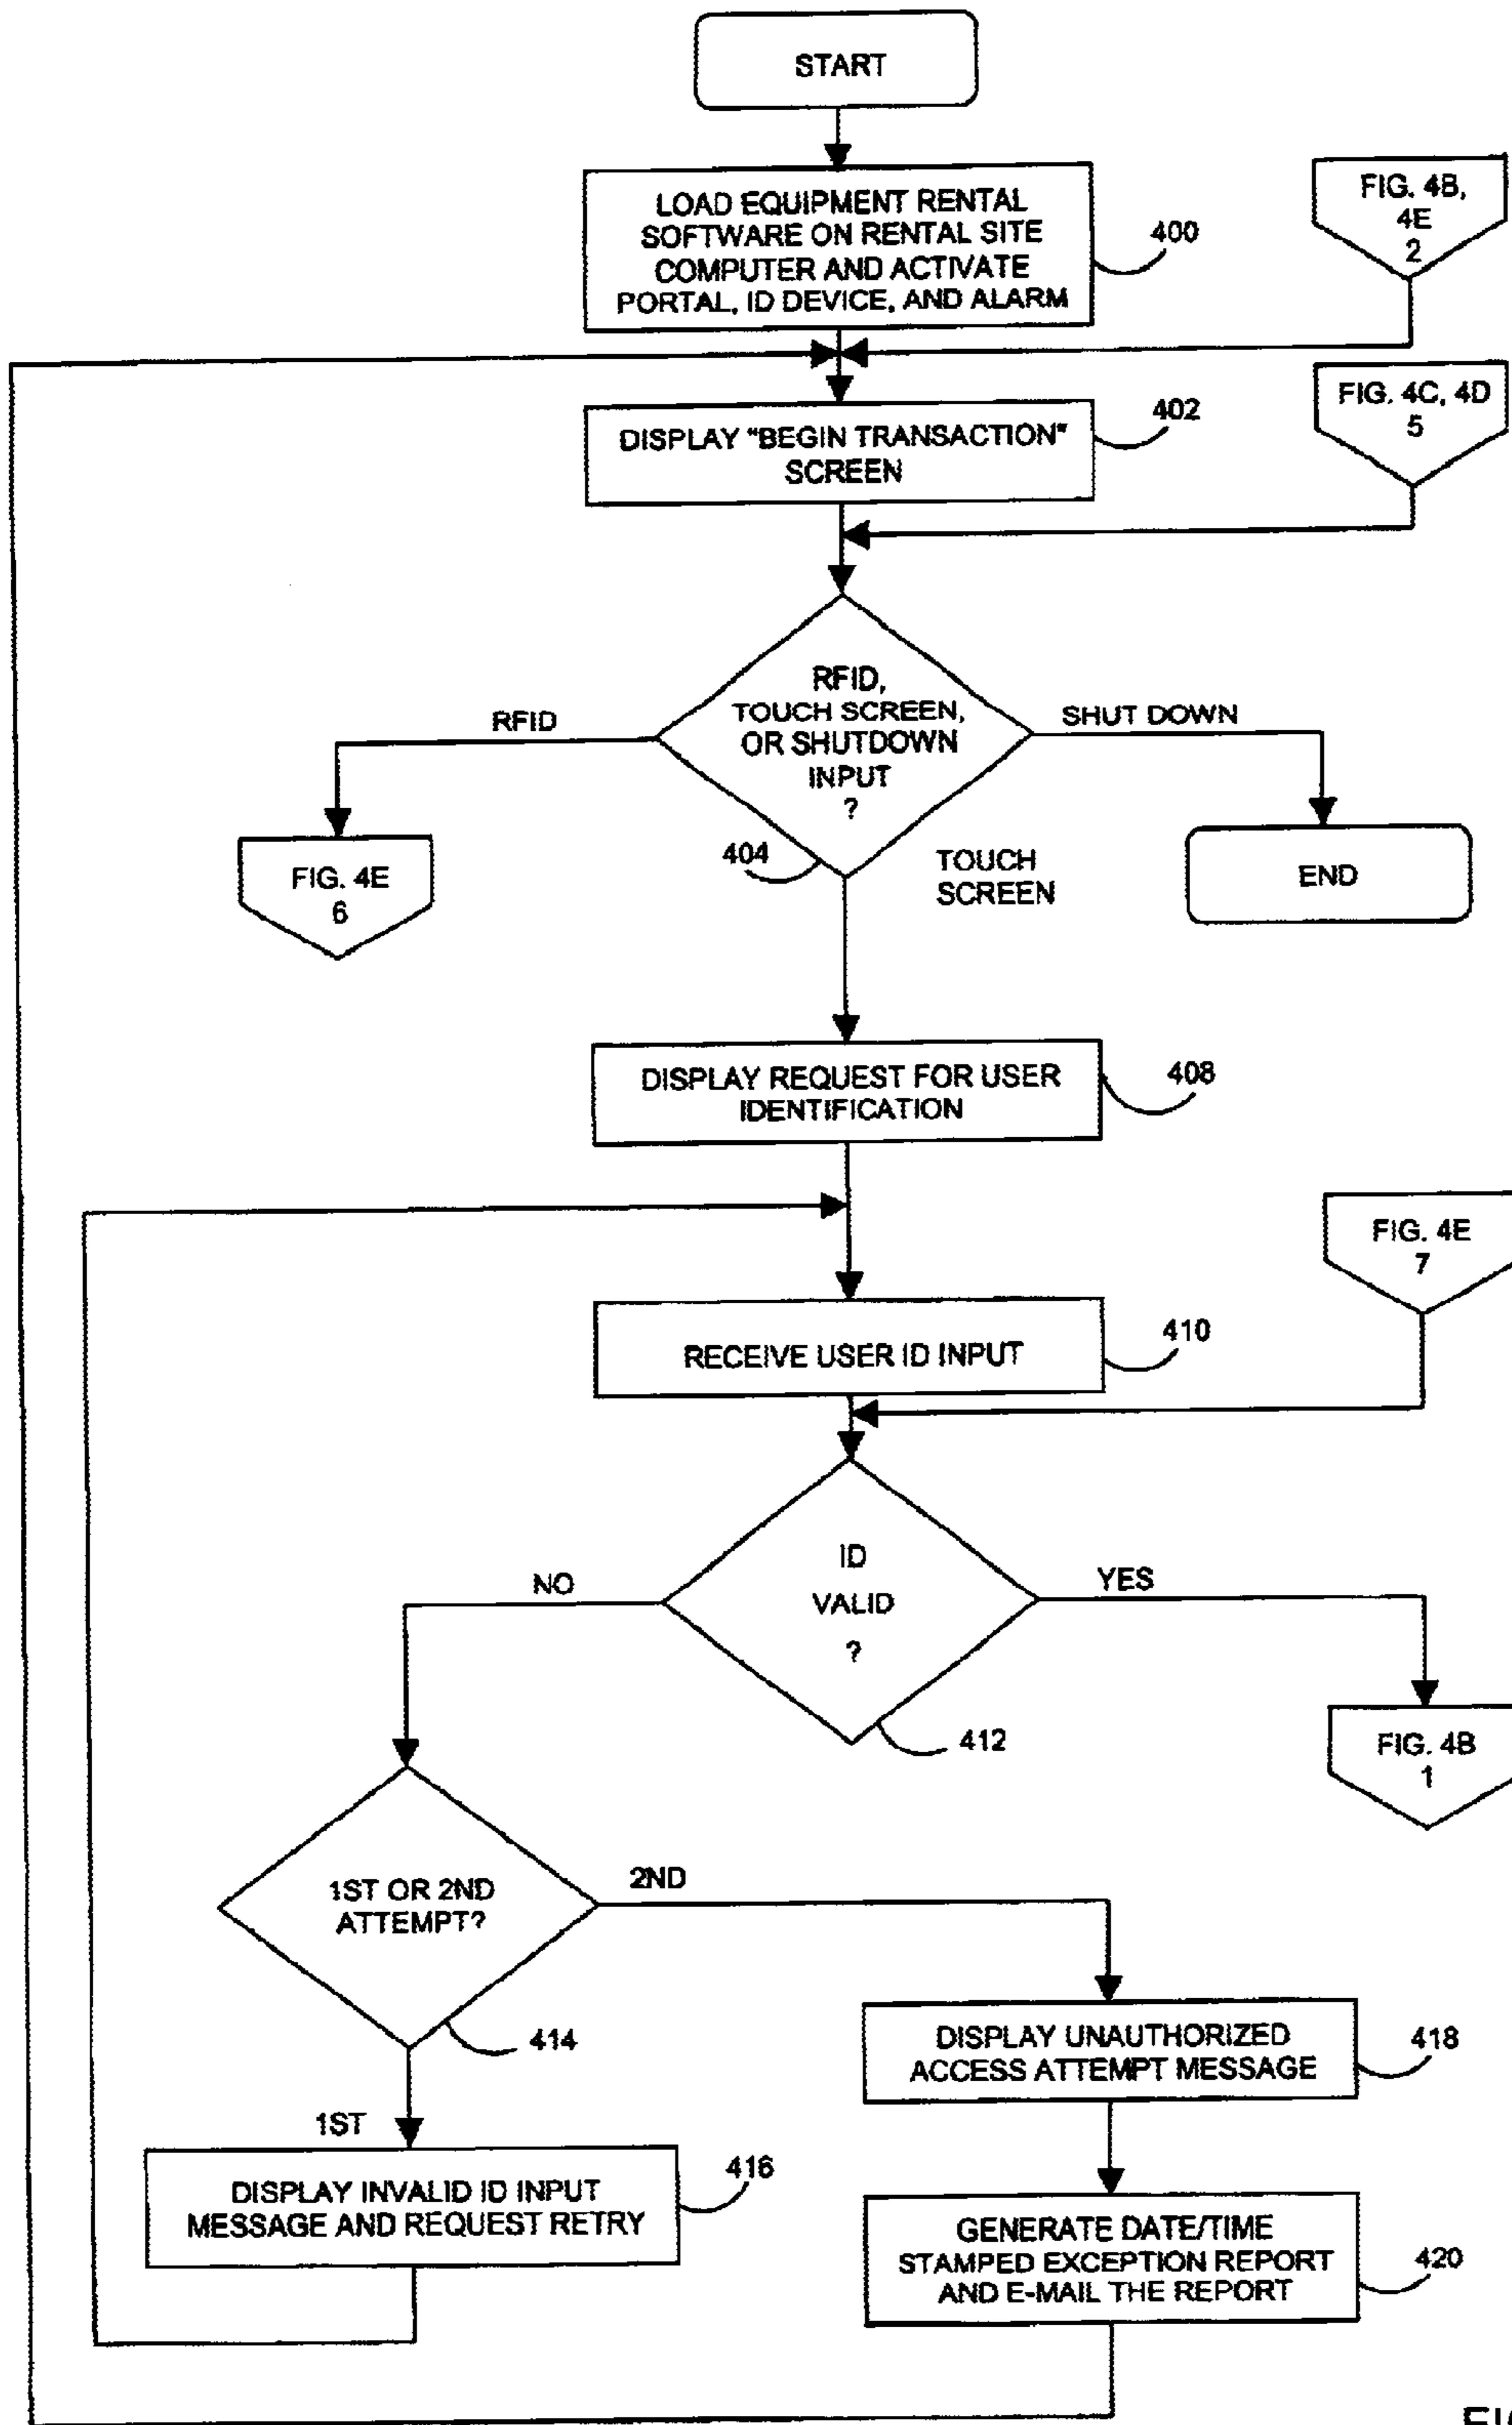 START
LOAD EQUIPMENT RENTAL
SOFTWARE ON RENTAL SITE
COMPUTER AND ACTIVATE
PORTAL, ID DEVICE, AND ALARM
400
FIG. 4B,
4E
2
DISPLAY "BEGIN TRANSACTION"
SCREEN
402
FIG. 4C, 4D
5
RFID,
TOUCH SCREEN,
OR SHUTDOWN
INPUT
?
RFID
SHUT DOWN
404
TOUCH
SCREEN
FIG. 4E
6
END
DISPLAY REQUEST FOR USER
IDENTIFICATION
408
FIG. 4E
7
RECEIVE USER ID INPUT
410
ID
VALID
?
NO
YES
412
FIG. 4B
1
1ST OR 2ND
ATTEMPT?
2ND
414
1ST
DISPLAY UNAUTHORIZED
ACCESS ATTEMPT MESSAGE
418
DISPLAY INVALID ID INPUT
MESSAGE AND REQUEST RETRY
416
GENERATE DATE/TIME
STAMPED EXCEPTION REPORT
AND E-MAIL THE REPORT
420